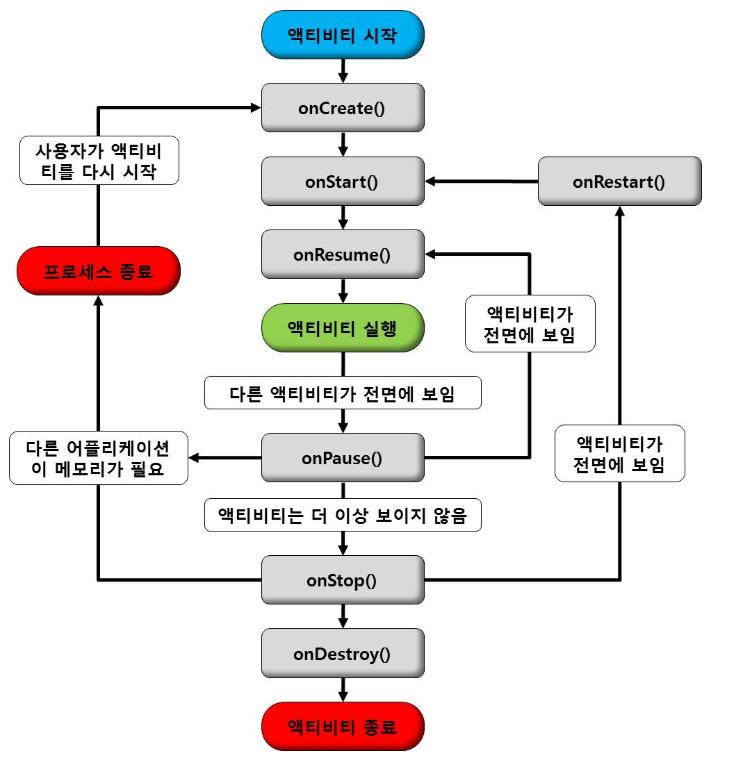 액티비티 시작
onCreate()
사용자가 액티비
티를 다시 시작
onStart()
onRestart()
onResume()
프로세스 종료
액티비티가
전면에 보임
액티비티 실행
다른 액티비티가 전면에 보임
다른 어플리케이션
이 메모리가 필요
onPause()
액티비티가
전면에 보임
액티비티는 더 이상 보이지 않음
onStop()
onDestroy()
액티비티 종료